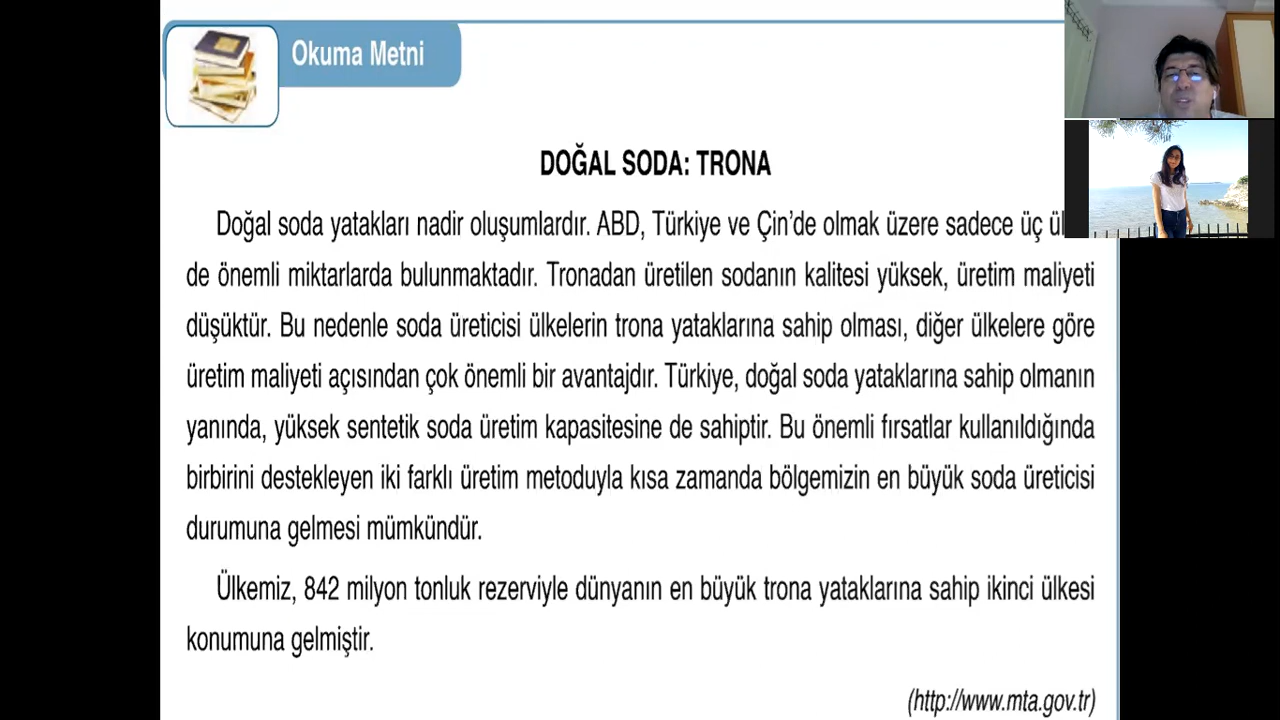 Okuma Metni
DOĞAL SODA: TRONA
Doğal soda yatakları nadir oluşumlardır. ABD, Türkiye ve Çin’de olmak üzere sadece üç
de önemli miktarlarda bulunmaktadır. Tronadan üretilen sodanın kalitesi yüksek, üretim maliyeti
düşüktür. Bu nedenle soda üreticisi ülkelerin trona yataklarına sahip olması, diğer ülkelere göre
üretim maliyeti açısından çok önemli bir avantajdır. Türkiye, doğal soda yataklarına sahip olmanın
yanında, yüksek sentetik soda üretim kapasitesine de sahiptir. Bu önemli fırsatlar kullanıldığında
birbirini destekleyen iki farklı üretim metoduyla kısa zamanda bölgemizin en büyük soda üreticisi
durumuna gelmesi mümkündür.
Ülkemiz, 842 milyon tonluk rezerviyle dünyanın en büyük trona yataklarına sahip ikinci ülkesi
konumuna gelmiştir.
(http://www.mta.gov.tr)